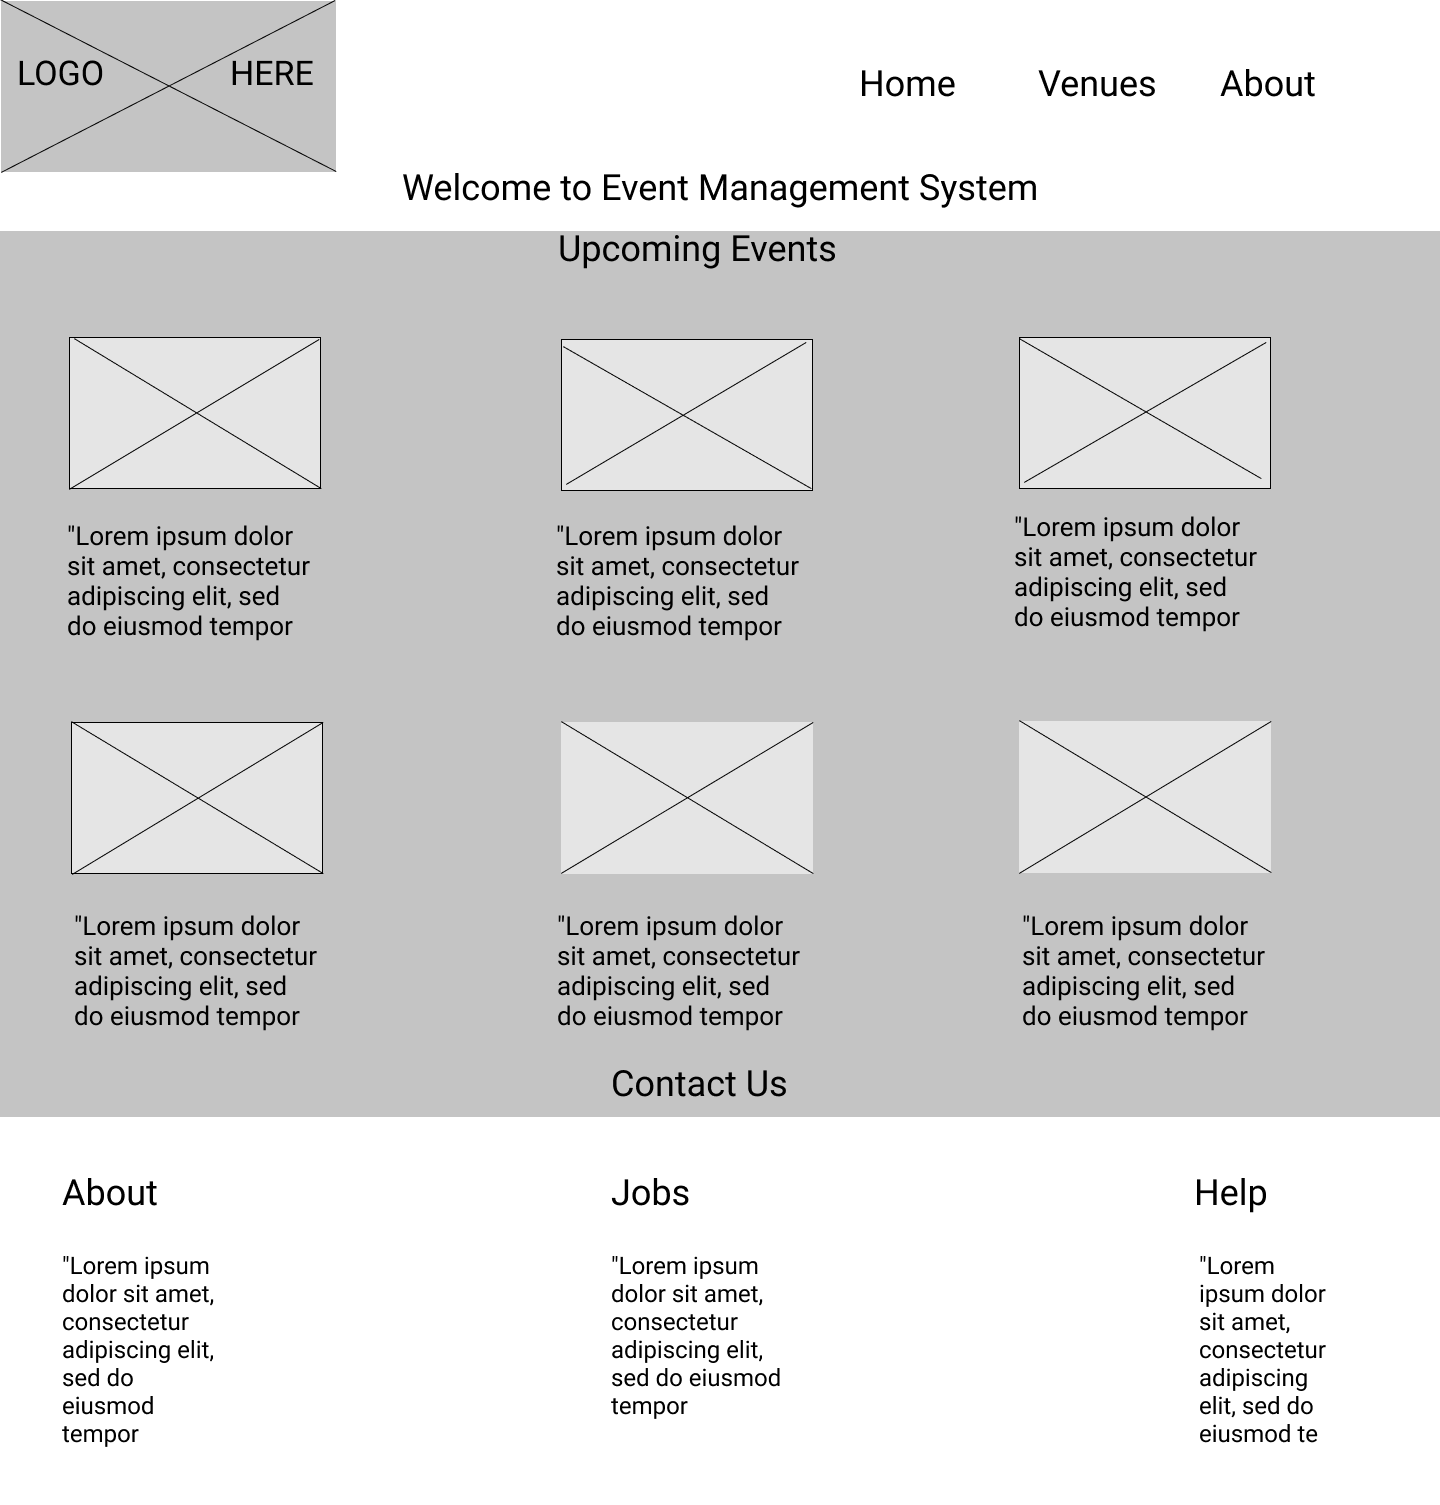 LOGO HERE
Home Venues About
Welcome to Event Management System
Upcoming Events
"Lorem ipsum dolor
sit amet, consectetur
adipiscing elit, sed
do eiusmod tempor
"Lorem ipsum dolor
sit amet, consectetur
adipiscing elit, sed
do eiusmod tempor
"Lorem ipsum dolor
sit amet, consectetur
adipiscing elit, sed
do eiusmod tempor
"Lorem ipsum dolor
sit amet, consectetur
adipiscing elit, sed
do eiusmod tempor
"Lorem ipsum dolor
sit amet, consectetur
adipiscing elit, sed
do eiusmod tempor
"Lorem ipsum dolor
sit amet, consectetur
adipiscing elit, sed
do eiusmod tempor
Contact Us
About
"Lorem ipsum
dolor sit amet,
consectetur
adipiscing elit,
sed do
eiusmod
tempor
Jobs
"Lorem ipsum
dolor sit amet,
consectetur
adipiscing elit,
sed do eiusmod
tempor
Help
"Lorem
ipsum dolor
sit amet,
consectetur
adipiscing
elit, sed do
eiusmod te